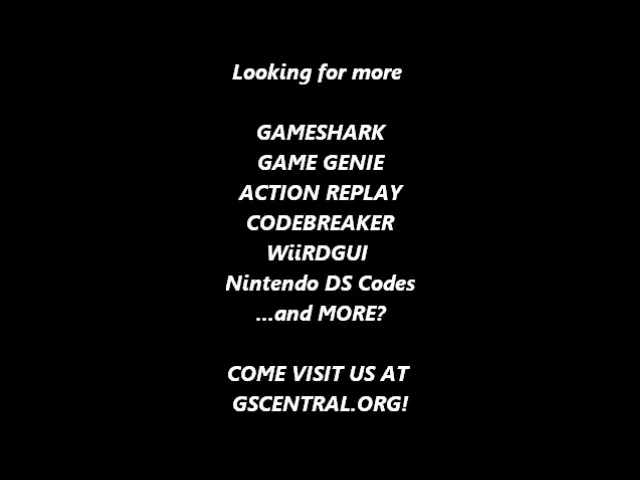 Looking for more
GAMESHARK
GAME GENIE
ACTION REPLAY
CODEBREAKER
WiiRDGUI
Nintendo DS Codes
...and MORE?
COME VISIT US AT
GSCENTRAL.ORG!